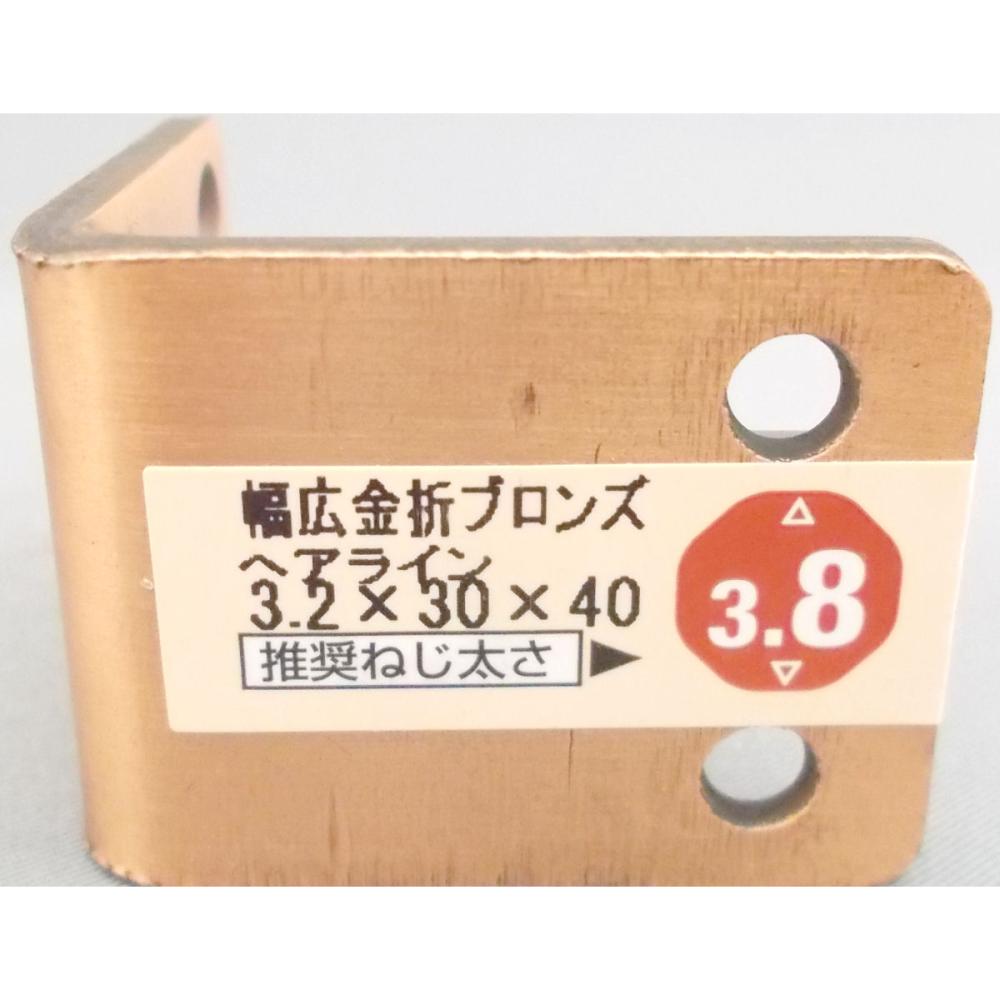 幅広金折ブロンズ
ヘアライン
3.2×30×40
推奨ねじ太さ▶
△
3.8
▽